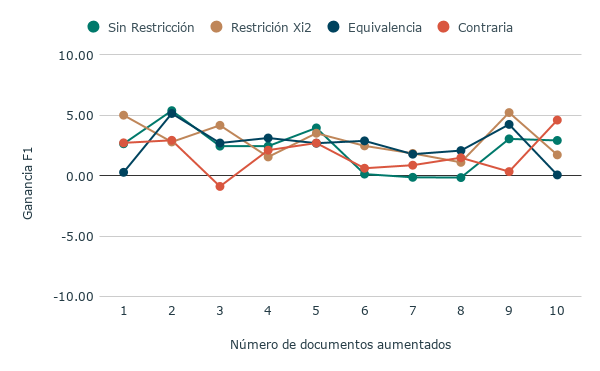 Sin Restricción Restrición Xi2 Equivalencia Contraria
10.00
5.00
0.00
-5.00
-10.00
Ganancia F1
1 2 3 4 5 6 7 8 9 10
Número de documentos aumentados